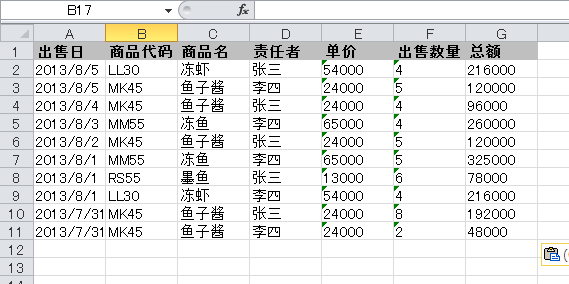 B17 fx
A B C D E F G
1 出售日 商品代码 商品名 责任者 单价 出售数量 总额
2 2013/8/5 LL30 冻虾 张三 54000 4 216000
3 2013/8/5 MK45 鱼子酱 李四 24000 5 120000
4 2013/8/4 MK45 鱼子酱 张三 24000 4 96000
5 2013/8/3 MM55 冻鱼 李四 65000 4 260000
6 2013/8/2 MK45 鱼子酱 张三 24000 5 120000
7 2013/8/1 MM55 冻鱼 李四 65000 5 325000
8 2013/8/1 RS55 墨鱼 张三 13000 6 78000
9 2013/8/1 LL30 冻虾 李四 54000 4 216000
10 2013/7/31 MK45 鱼子酱 张三 24000 8 192000
11 2013/7/31 MK45 鱼子酱 李四 24000 2 48000
12
13